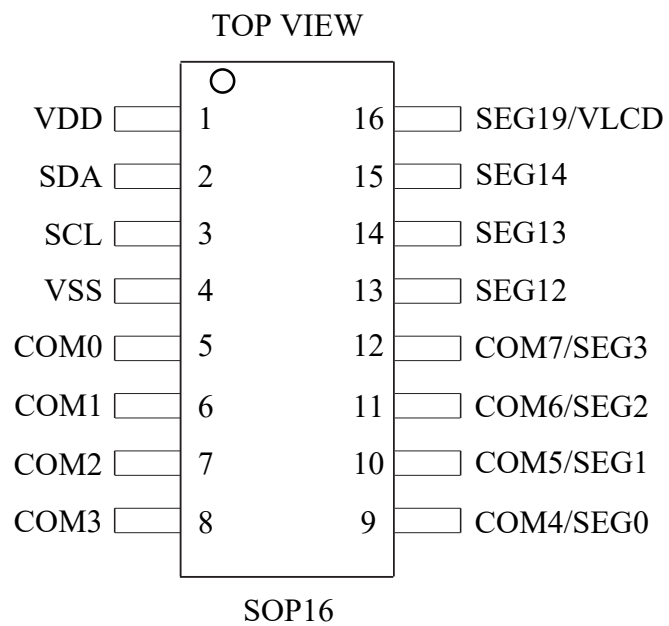 TOP VIEW
VDD 1 16 SEG19/VLCD
SDA 2 15 SEG14
SCL 3 14 SEG13
VSS 4 13 SEG12
COM0 5 12 COM7/SEG3
COM1 6 11 COM6/SEG2
COM2 7 10 COM5/SEG1
COM3 8 9 COM4/SEG0
SOP16